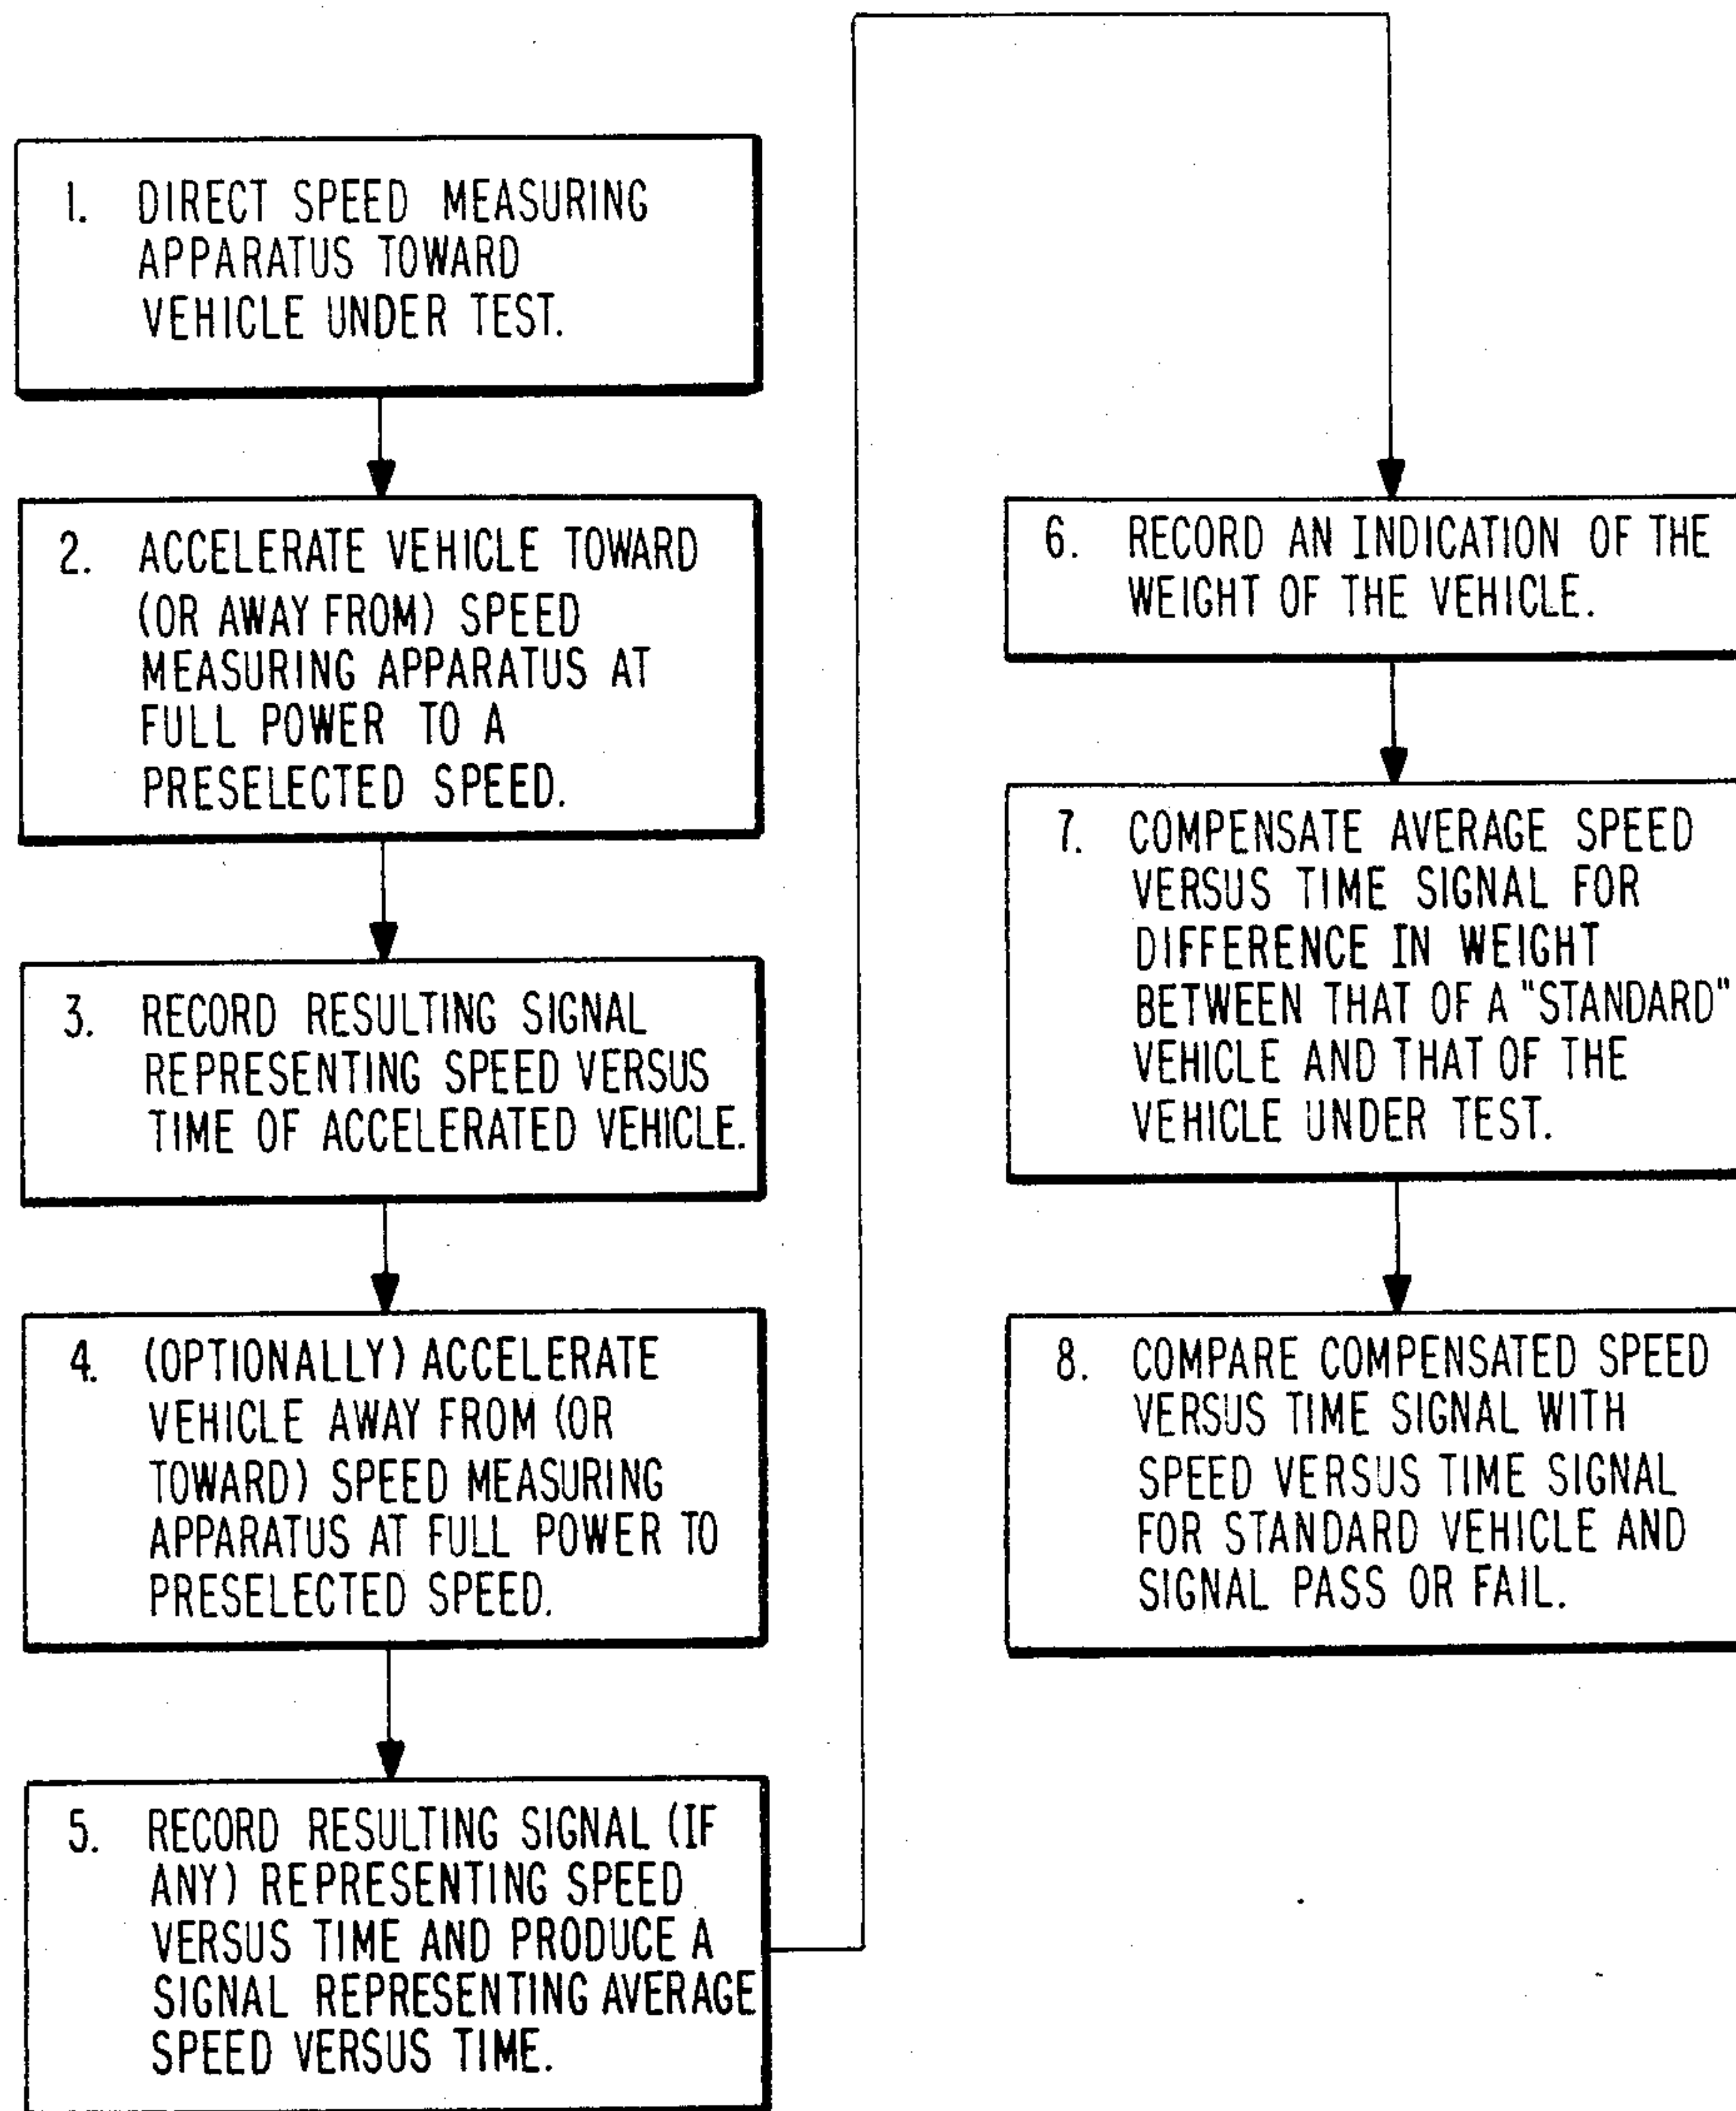 1. DIRECT SPEED MEASURING
APPARATUS TOWARD
VEHICLE UNDER TEST.
2. ACCELERATE VEHICLE TOWARD
(OR AWAY FROM) SPEED
MEASURING APPARATUS AT
FULL POWER TO A
PRESELECTED SPEED.
3. RECORD RESULTING SIGNAL
REPRESENTING SPEED VERSUS
TIME OF ACCELERATED VEHICLE.
4. (OPTIONALLY) ACCELERATE
VEHICLE AWAY FROM (OR
TOWARD) SPEED MEASURING
APPARATUS AT FULL POWER TO
PRESELECTED SPEED.
5. RECORD RESULTING SIGNAL (IF
ANY) REPRESENTING SPEED
VERSUS TIME AND PRODUCE A
SIGNAL REPRESENTING AVERAGE
SPEED VERSUS TIME.
6. RECORD AN INDICATION OF THE
WEIGHT OF THE VEHICLE.
7. COMPENSATE AVERAGE SPEED
VERSUS TIME SIGNAL FOR
DIFFERENCE IN WEIGHT
BETWEEN THAT OF A "STANDARD"
VEHICLE AND THAT OF THE
VEHICLE UNDER TEST.
8. COMPARE COMPENSATED SPEED
VERSUS TIME SIGNAL WITH
SPEED VERSUS TIME SIGNAL
FOR STANDARD VEHICLE AND
SIGNAL PASS OR FAIL.